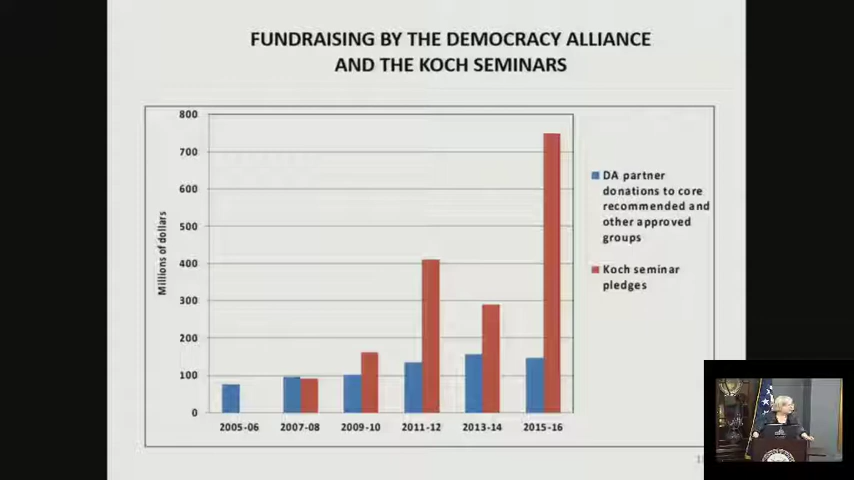 FUNDRAISING BY THE DEMOCRACY ALLIANCE
AND THE KOCH SEMINARS
800
700
600
500
400
300
200
100
0
Millions of dollars
2005-06
2007-08
2009-10
2011-12
2013-14
2015-16
DA partner
donations to core
recommended and
other approved
groups
Koch seminar
pledges